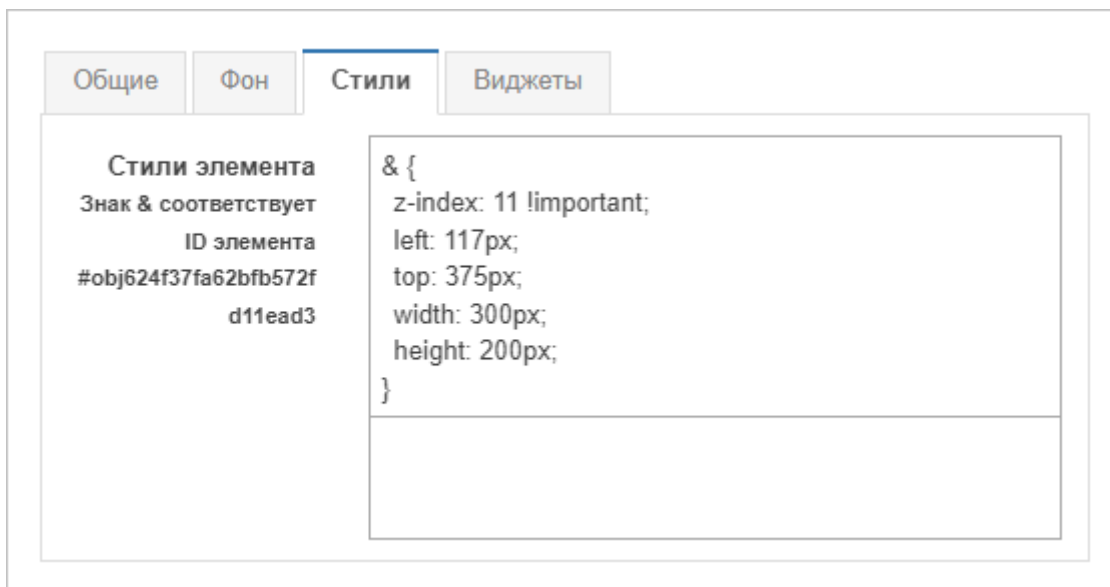 Общие Фон Стили Виджеты
Стили элемента
Знак & соответствует
ID элемента
#obj624f37fa62bfb572f
d11ead3
& {
z-index: 11 !important;
left: 117px;
top: 375px;
width: 300px;
height: 200px;
}